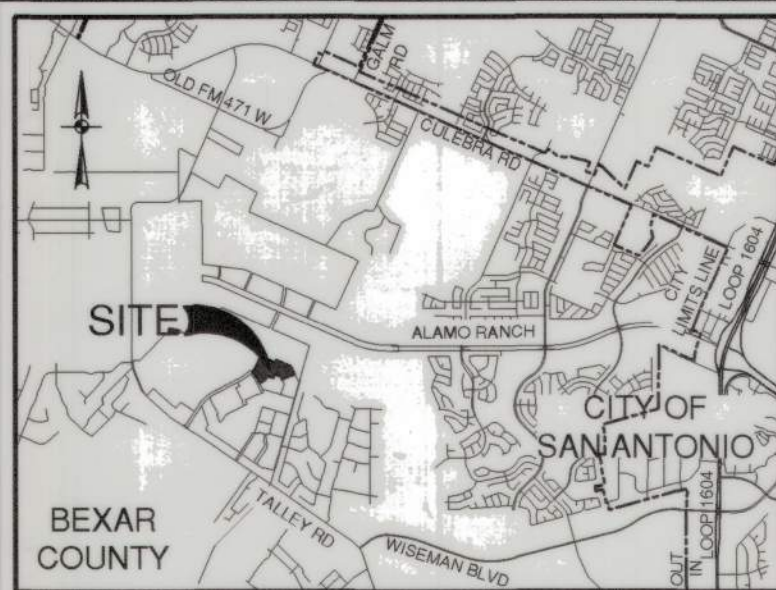 GALM
RD
OLD FM 471 W
CULEBRA RD
CITY
LIMITS LINE
LOOP 1604
SITE
ALAMO RANCH
CITY OF
SAN ANTONIO
BEXAR
COUNTY
TALLEY RD
WISEMAN BLVD
OUT
IN
LOOP 1604